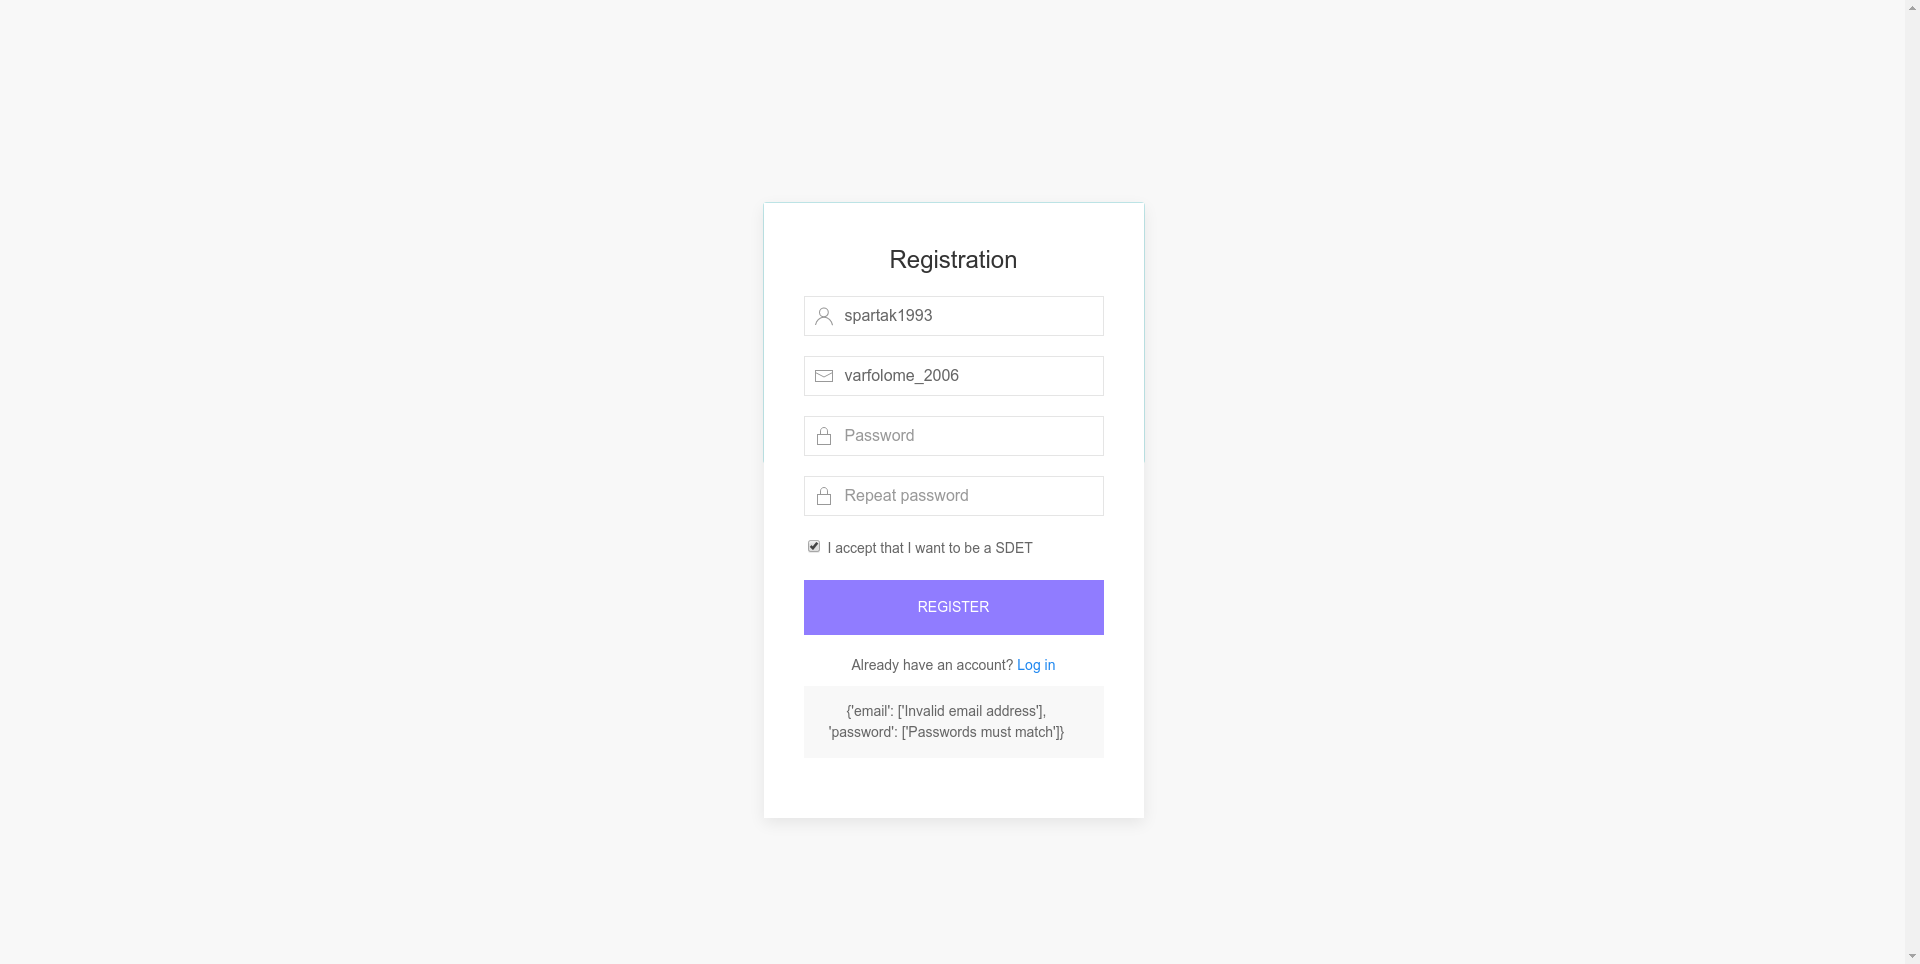 Registration
spartak1993
varfolome_2006
Password
Repeat password
I accept that I want to be a SDET
REGISTER
Already have an account? Log in
{'email': ['Invalid email address'],
'password': ['Passwords must match']}